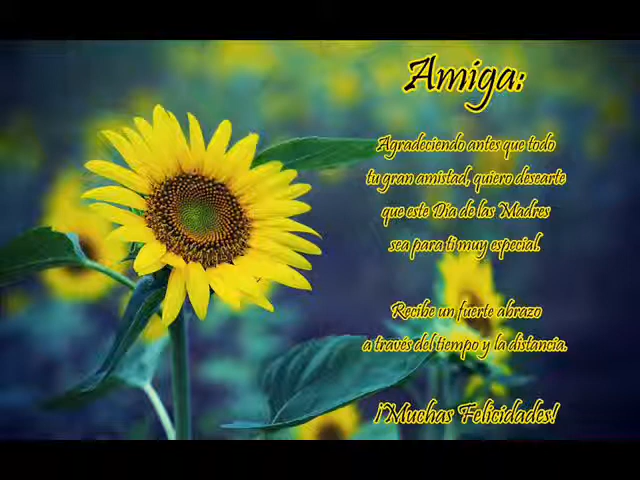 Amiga:
Agradeciendo antes que todo
tu gran amistad, quiero desearte
que este Dia de las Madres
sea para ti muy especial.
Recibe un fuerte abrazo
a través del tiempo y la distancia.
¡Muchas Felicidades!